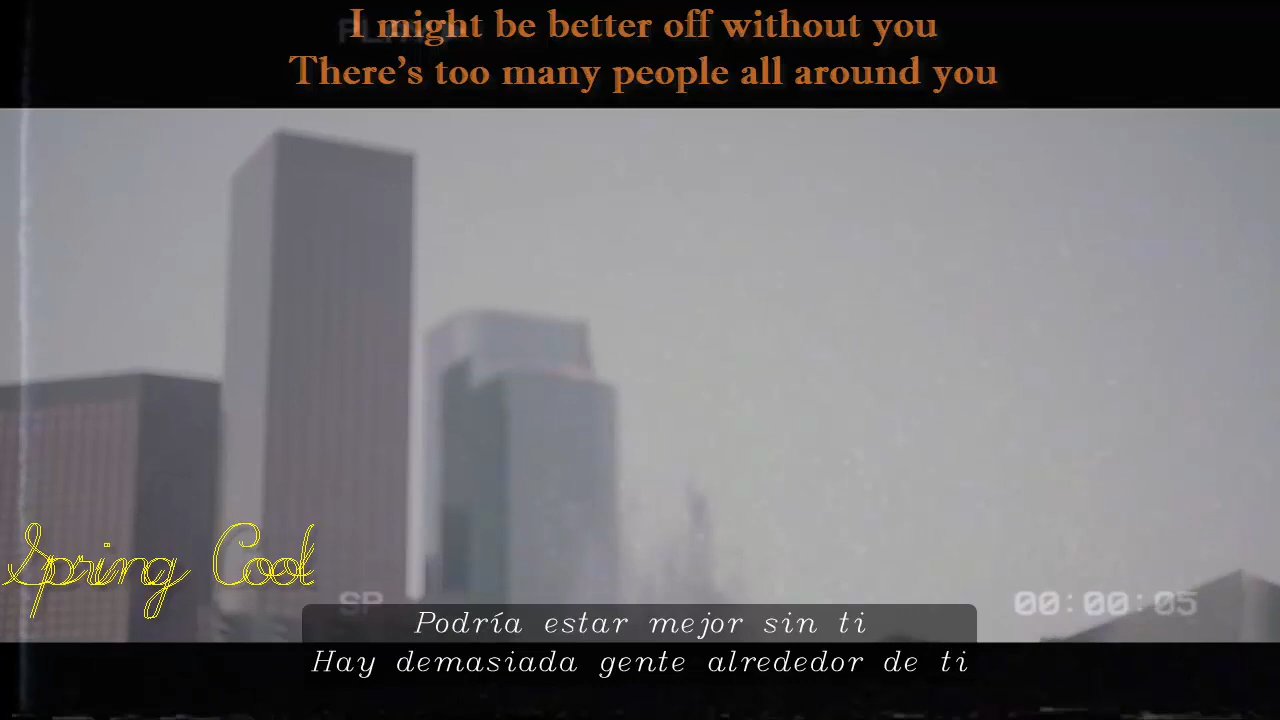 PLAY
I might be better off without you
There's too many people all around you
Spring Cool
SP
00:00:05
Podría estar mejor sin ti
Hay demasiada gente alrededor de ti